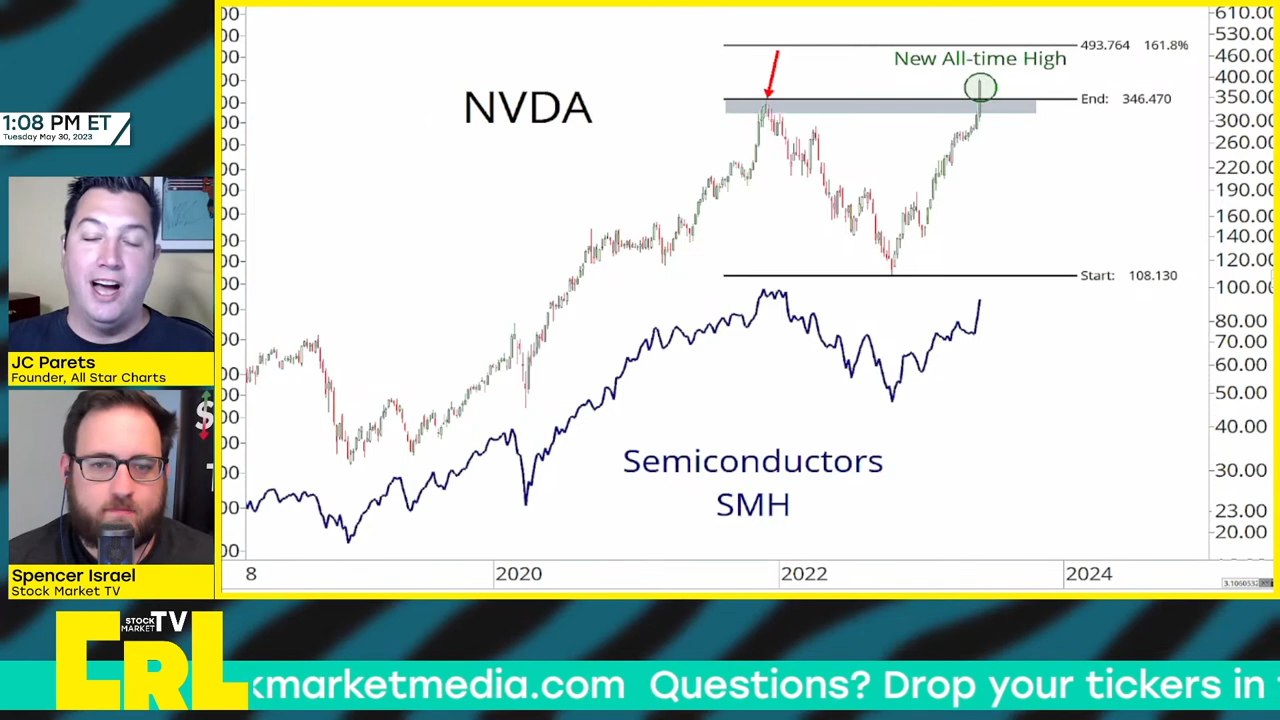 1:08 PM ET
Tuesday May 30, 2023
JC Parets
Founder, All Star Charts
Spencer Israel
Stock Market TV
STOCK
MARKET TV
ERL
NVDA
New All-time High
493.764 161.8%
End: 346.470
Start: 108.130
Semiconductors
SMH
610.00
530.00
460.00
400.00
350.00
300.00
260.00
220.00
190.00
160.00
140.00
120.00
100.00
80.00
70.00
60.00
50.00
40.00
30.00
23.00
20.00
8
2020
2022
2024
kmarketmedia.com Questions? Drop your tickers in